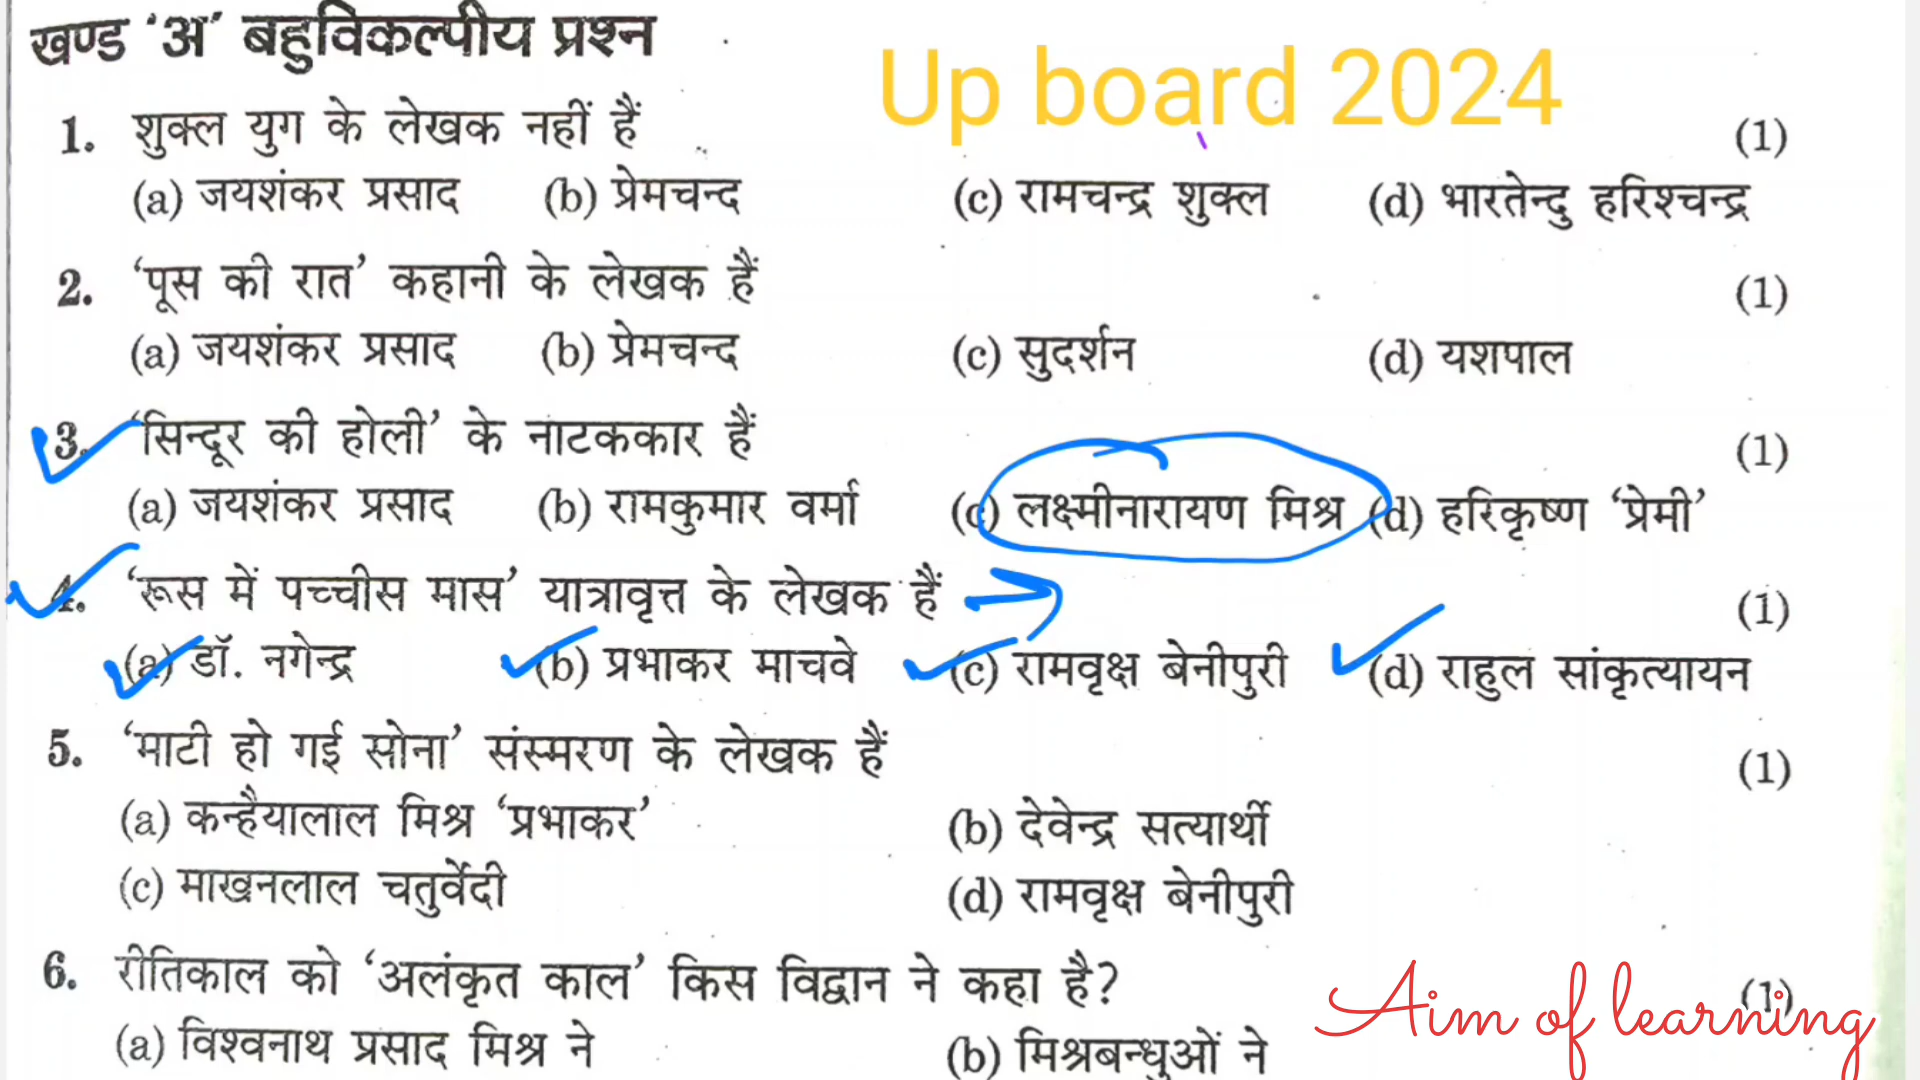 खण्ड 'अ' बहुविकल्पीय प्रश्न
Up board 2024
1. शुक्ल युग के लेखक नहीं हैं (1)
(a) जयशंकर प्रसाद (b) प्रेमचन्द (c) रामचन्द्र शुक्ल (d) भारतेन्दु हरिश्चन्द्र
2. 'पूस की रात' कहानी के लेखक हैं (1)
(a) जयशंकर प्रसाद (b) प्रेमचन्द (c) सुदर्शन (d) यशपाल
3. 'सिन्दूर की होली' के नाटककार हैं (1)
(a) जयशंकर प्रसाद (b) रामकुमार वर्मा (c) लक्ष्मीनारायण मिश्र (d) हरिकृष्ण 'प्रेमी'
4. 'रूस में पच्चीस मास' यात्रावृत्त के लेखक हैं (1)
(a) डॉ. नगेन्द्र (b) प्रभाकर माचवे (c) रामवृक्ष बेनीपुरी (d) राहुल सांकृत्यायन
5. 'माटी हो गई सोना' संस्मरण के लेखक हैं (1)
(a) कन्हैयालाल मिश्र 'प्रभाकर' (b) देवेन्द्र सत्यार्थी
(c) माखनलाल चतुर्वेदी (d) रामवृक्ष बेनीपुरी
6. रीतिकाल को 'अलंकृत काल' किस विद्वान ने कहा है? (1)
(a) विश्वनाथ प्रसाद मिश्र ने (b) मिश्रबन्धुओं ने
Aim of learning